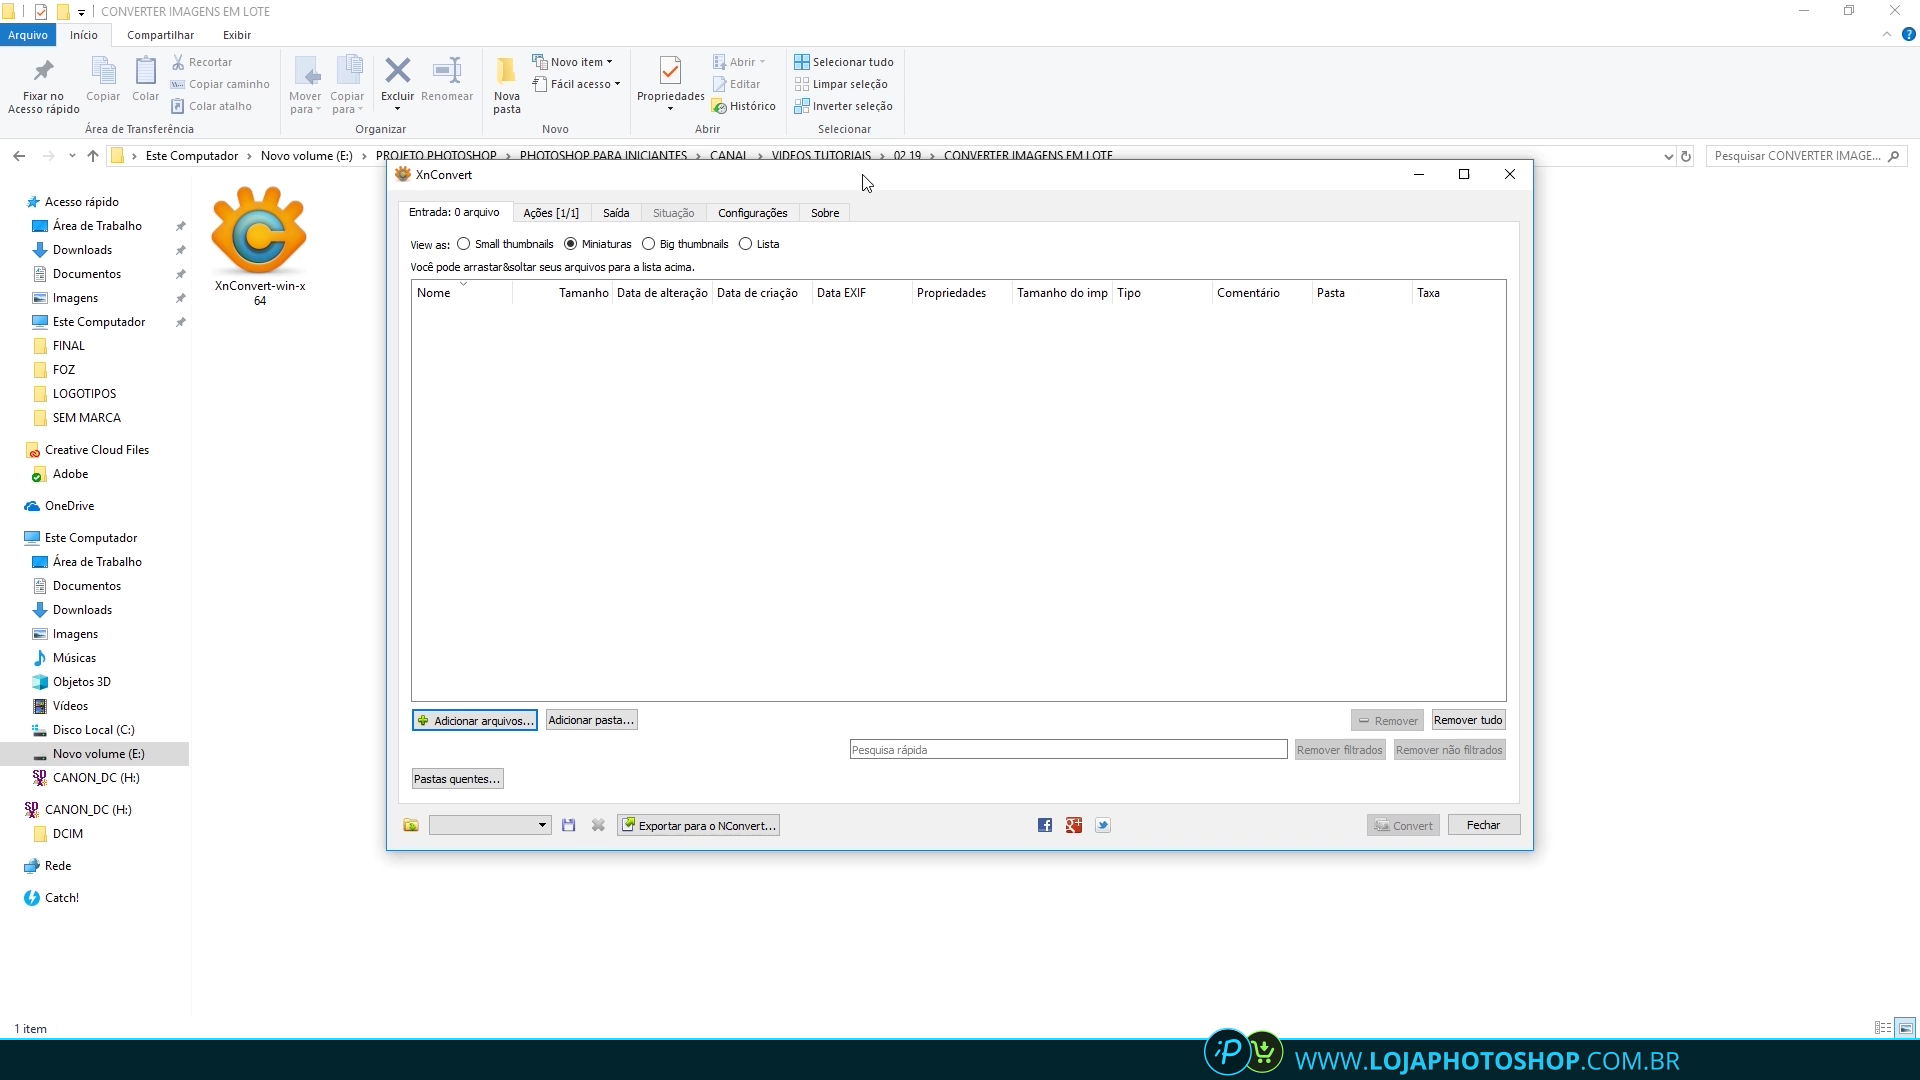 CONVERTER IMAGENS EM LOTE
Arquivo Início Compartilhar Exibir
Fixar no Acesso rápido
Copiar
Colar
Recortar
Copiar caminho
Colar atalho
Área de Transferência
Mover para
Copiar para
Excluir
Renomear
Organizar
Nova pasta
Novo item
Fácil acesso
Novo
Propriedades
Abrir
Editar
Histórico
Abrir
Selecionar tudo
Limpar seleção
Inverter seleção
Selecionar
Este Computador Novo volume (E:) PROJETO PHOTOSHOP PHOTOSHOP PARA INICIANTES CANAL VIDEOS TUTORIAIS 02.19 CONVERTER IMAGENS EM LOTE
Pesquisar CONVERTER IMAGE...
Acesso rápido
Área de Trabalho
Downloads
Documentos
Imagens
Este Computador
FINAL
FOZ
LOGOTIPOS
SEM MARCA
Creative Cloud Files
Adobe
OneDrive
Este Computador
Área de Trabalho
Documentos
Downloads
Imagens
Músicas
Objetos 3D
Vídeos
Disco Local (C:)
Novo volume (E:)
CANON_DC (H:)
CANON_DC (H:)
DCIM
Rede
Catch!
1 item
XnConvert-win-x
64
XnConvert
Entrada: 0 arquivo Ações [1/1] Saída Situação Configurações Sobre
View as: Small thumbnails Miniaturas Big thumbnails Lista
Você pode arrastar&soltar seus arquivos para a lista acima.
Nome Tamanho Data de alteração Data de criação Data EXIF Propriedades Tamanho do imp Tipo Comentário Pasta Taxa
Adicionar arquivos... Adicionar pasta... Remover Remover tudo
Pesquisa rápida Remover filtrados Remover não filtrados
Pastas quentes...
Exportar para o NConvert... Convert Fechar
iP WWW.LOJAPHOTOSHOP.COM.BR